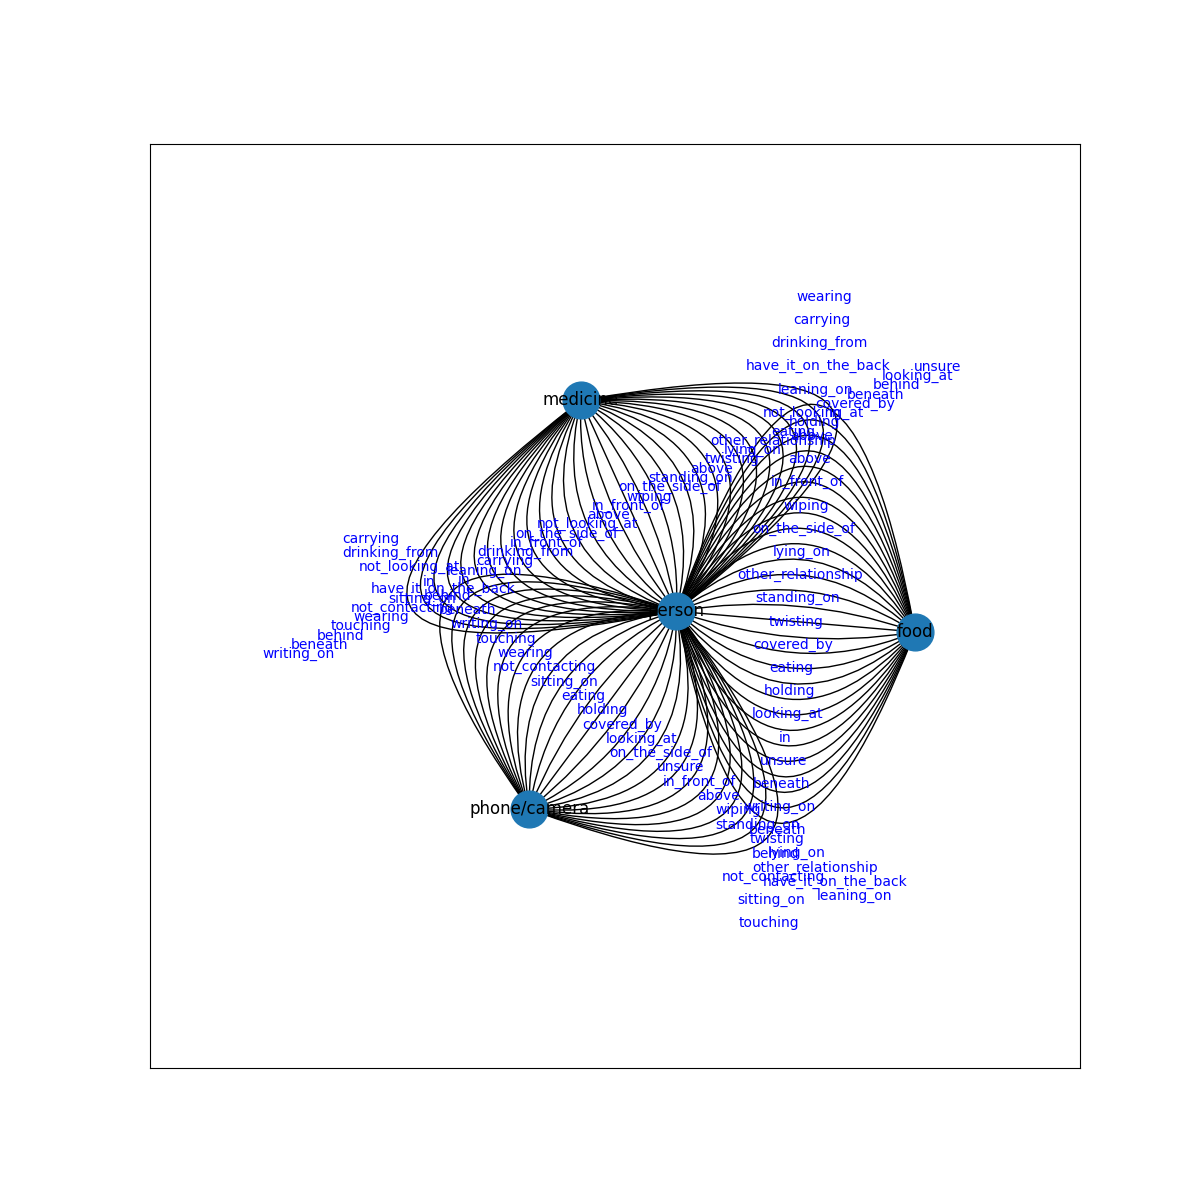 wearing
carrying
drinking_from
have_it_on_the_back
unsure
looking_at
behind
leaning_on
beneath
medicine
covered_by
not_looking_at
in
holding
eating
above
other_relationship
lying_on
twisting
above
above
standing_on
in_front_of
on_the_side_of
wiping
in_front_of
wiping
above
not_looking_at
on_the_side_of
on_the_side_of
carrying
in_front_of
drinking_from
drinking_from
lying_on
carrying
not_looking_at
leaning_on
other_relationship
in
in
have_it_on_the_back
behind
sitting_on
standing_on
not_contacting
beneath
person
wearing
writing_on
twisting
touching
food
behind
touching
beneath
covered_by
writing_on
wearing
not_contacting
eating
sitting_on
holding
eating
holding
looking_at
covered_by
looking_at
in
on_the_side_of
unsure
unsure
in_front_of
beneath
above
phone/camera
wiping
writing_on
standing_on
beneath
twisting
behind
lying_on
other_relationship
not_contacting
have_it_on_the_back
leaning_on
sitting_on
touching